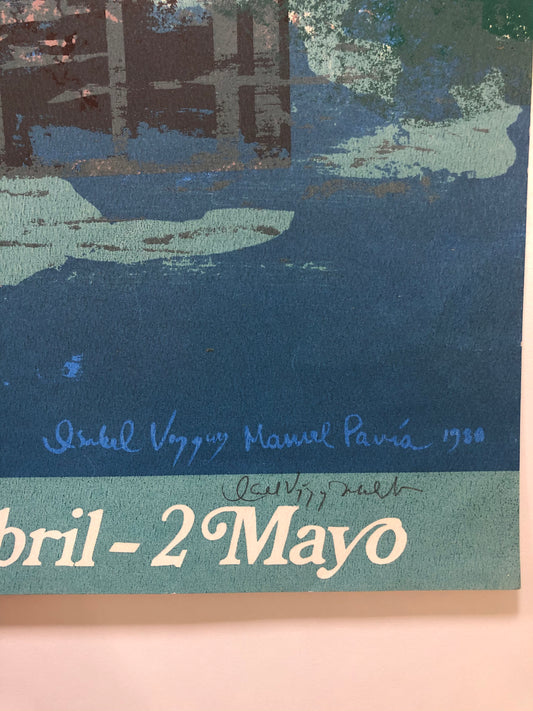 Isabel Vazquez Manuel Pavía 1980
bril - 2 Mayo